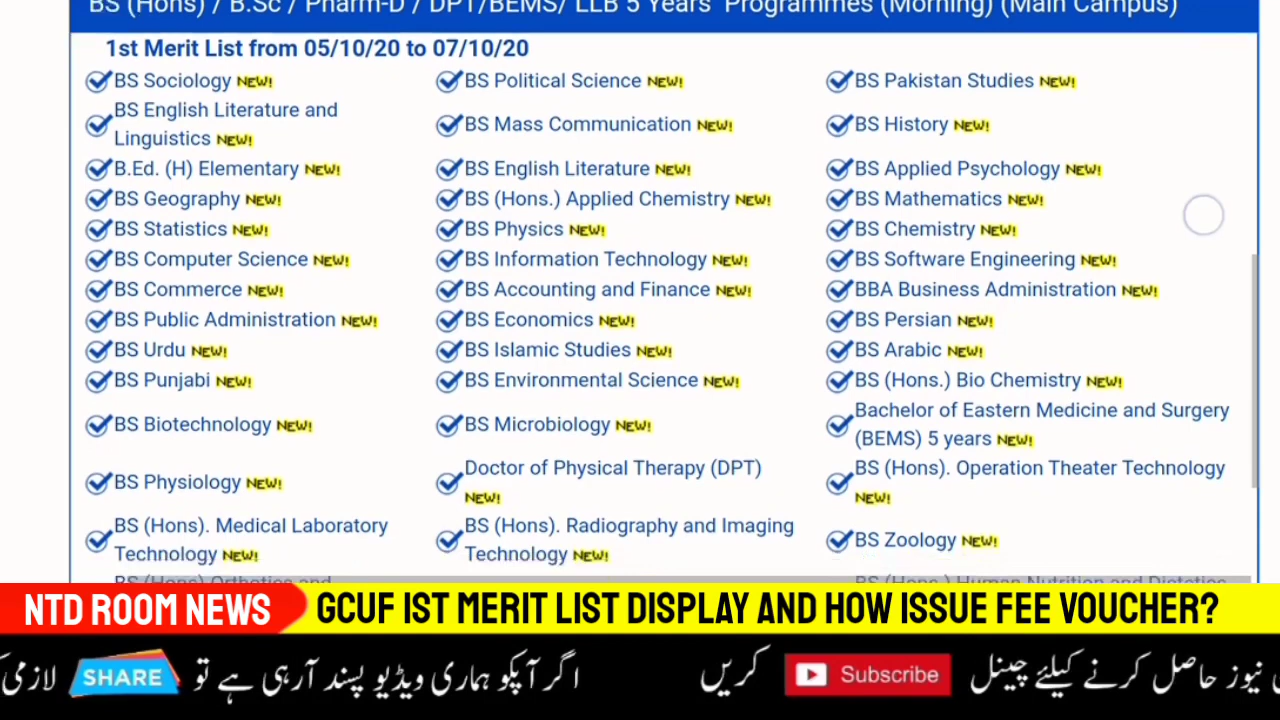 BS (Hons) / B.Sc / Pharm-D / DPT/BEMS/ LLB 5 Years Programmes (Morning) (Main Campus)
1st Merit List from 05/10/20 to 07/10/20
BS Sociology NEW! BS Political Science NEW! BS Pakistan Studies NEW!
BS English Literature and
Linguistics NEW! BS Mass Communication NEW! BS History NEW!
B.Ed. (H) Elementary NEW! BS English Literature NEW! BS Applied Psychology NEW!
BS Geography NEW! BS (Hons.) Applied Chemistry NEW! BS Mathematics NEW!
BS Statistics NEW! BS Physics NEW! BS Chemistry NEW!
BS Computer Science NEW! BS Information Technology NEW! BS Software Engineering NEW!
BS Commerce NEW! BS Accounting and Finance NEW! BBA Business Administration NEW!
BS Public Administration NEW! BS Economics NEW! BS Persian NEW!
BS Urdu NEW! BS Islamic Studies NEW! BS Arabic NEW!
BS Punjabi NEW! BS Environmental Science NEW! BS (Hons.) Bio Chemistry NEW!
BS Biotechnology NEW! BS Microbiology NEW! Bachelor of Eastern Medicine and Surgery
(BEMS) 5 years NEW!
BS Physiology NEW! Doctor of Physical Therapy (DPT)
NEW! BS (Hons). Operation Theater Technology
NEW!
BS (Hons). Medical Laboratory
Technology NEW! BS (Hons). Radiography and Imaging
Technology NEW! BS Zoology NEW!
BS (Hons) Orthotics and BS (Hons.) Human Nutrition and Dietetics
NTD ROOM NEWS GCUF IST MERIT LIST DISPLAY AND HOW ISSUE FEE VOUCHER?
نیوز حاصل کرنے کیلئے چینل Subscribe کریں اگر آپکو ہماری ویڈیو پسند آرہی ہے تو SHARE لازمی